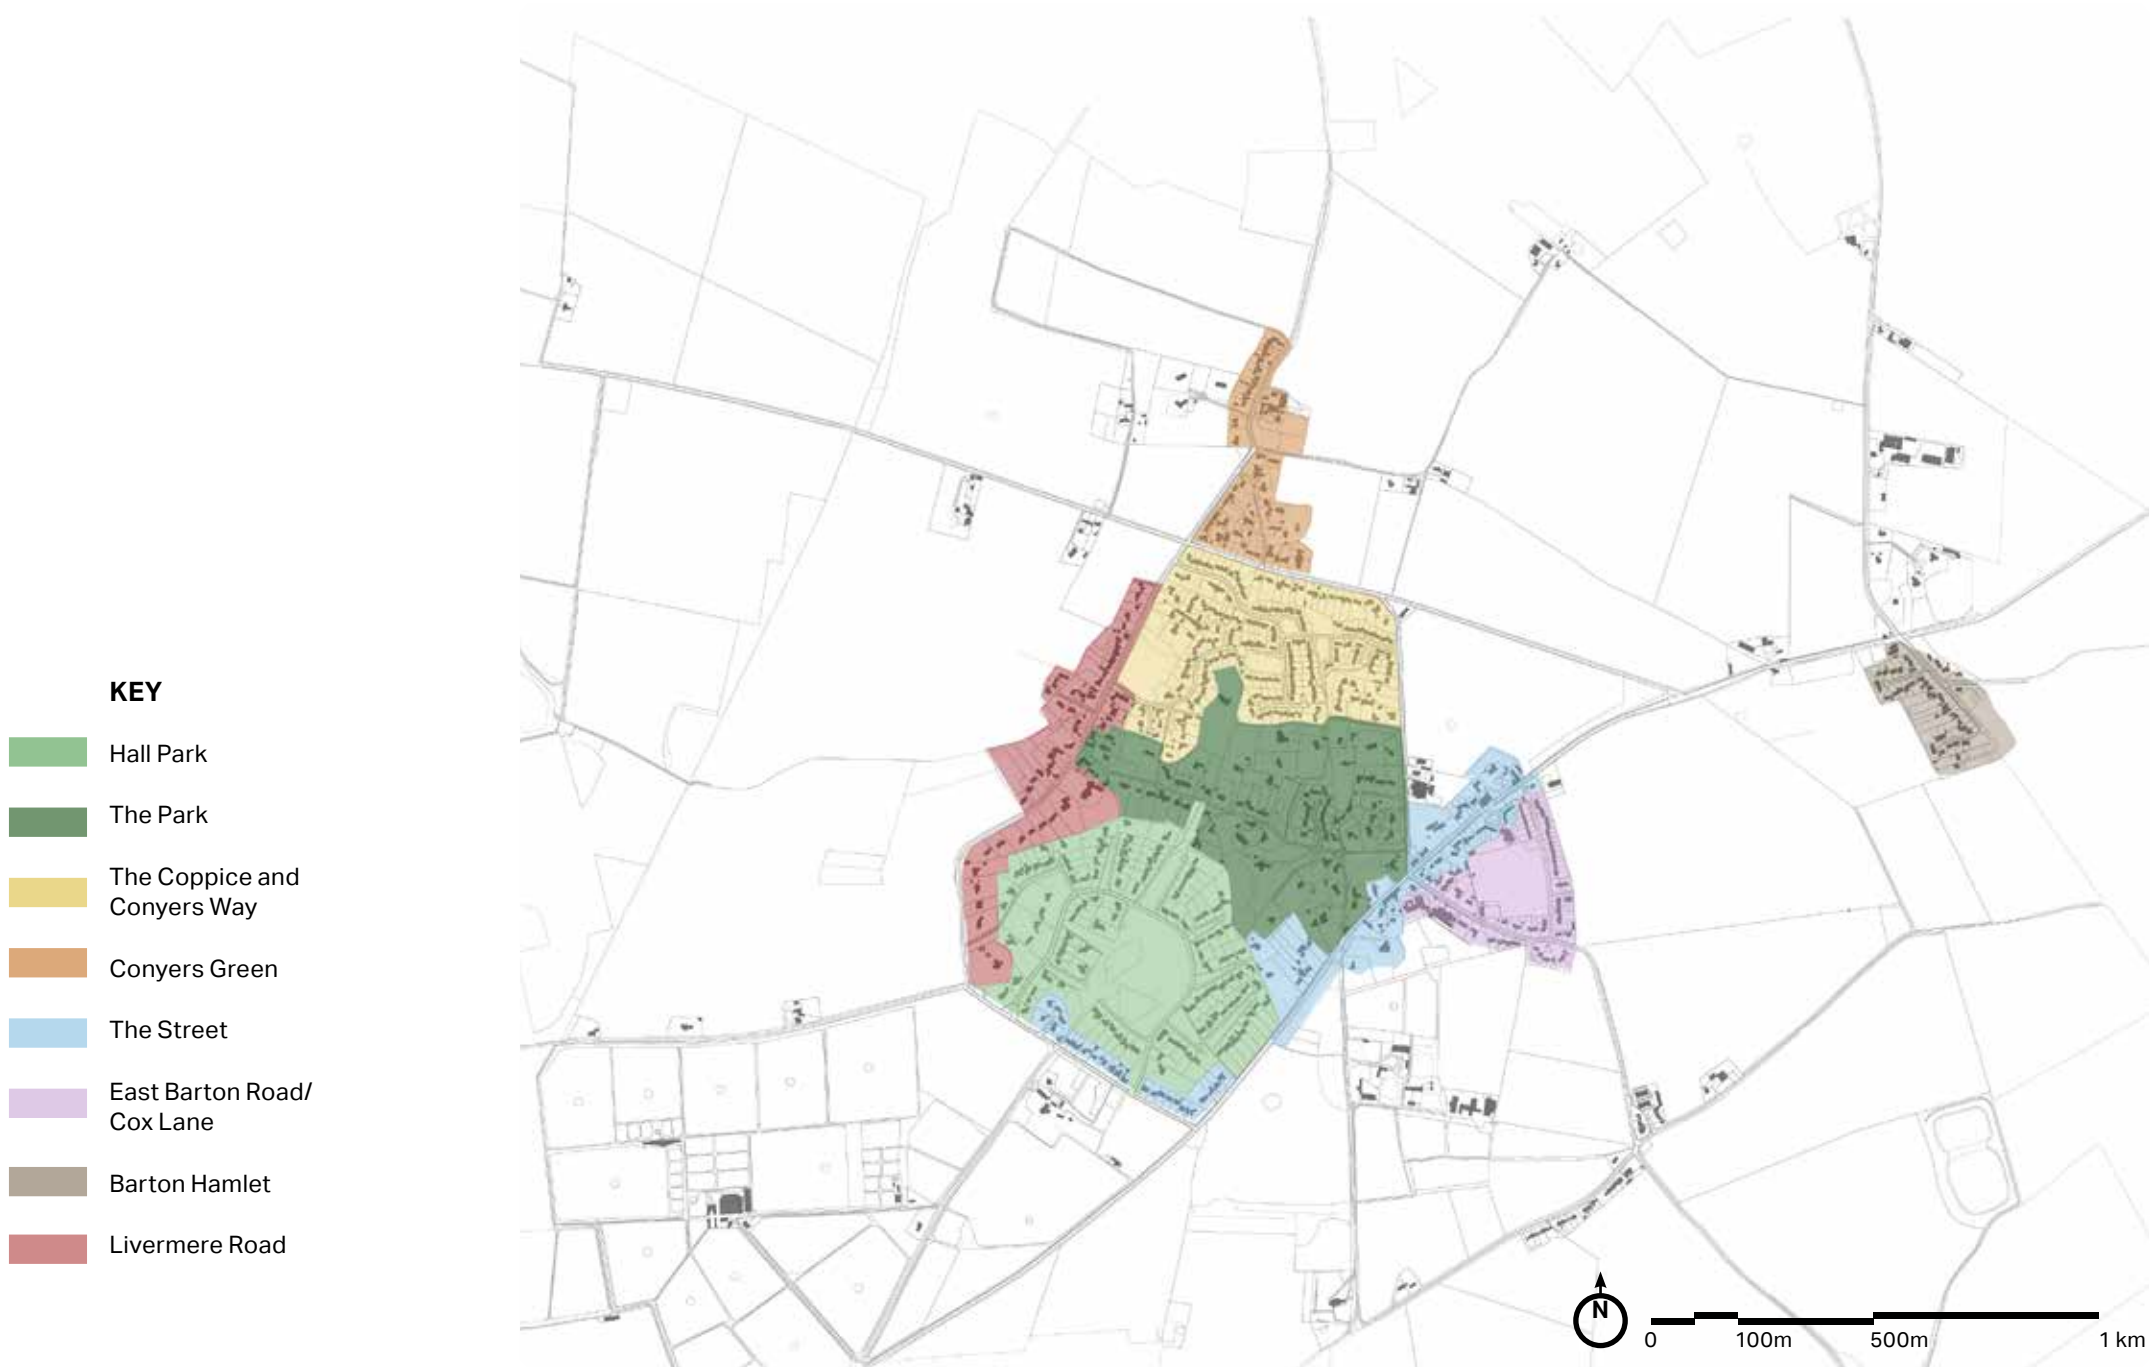 KEY
Hall Park
The Park
The Coppice and
Conyers Way
Conyers Green
The Street
East Barton Road/
Cox Lane
Barton Hamlet
Livermere Road
N
0 100m 500m 1 km